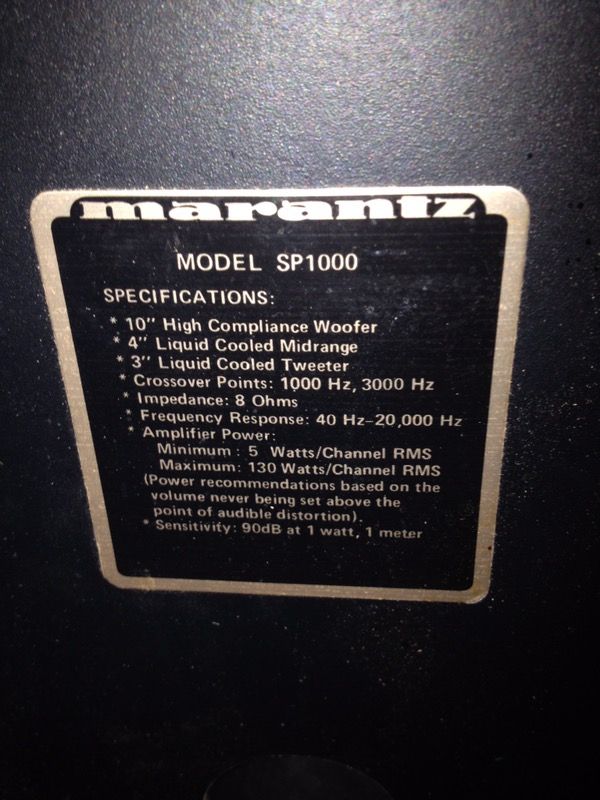 marantz
MODEL SP1000
SPECIFICATIONS:
* 10" High Compliance Woofer
* 4" Liquid Cooled Midrange
* 3" Liquid Cooled Tweeter
* Crossover Points: 1000 Hz, 3000 Hz
* Impedance: 8 Ohms
* Frequency Response: 40 Hz-20,000 Hz
* Amplifier Power:
Minimum : 5 Watts/Channel RMS
Maximum: 130 Watts/Channel RMS
(Power recommendations based on the
volume never being set above the
point of audible distortion).
* Sensitivity: 90dB at 1 watt, 1 meter